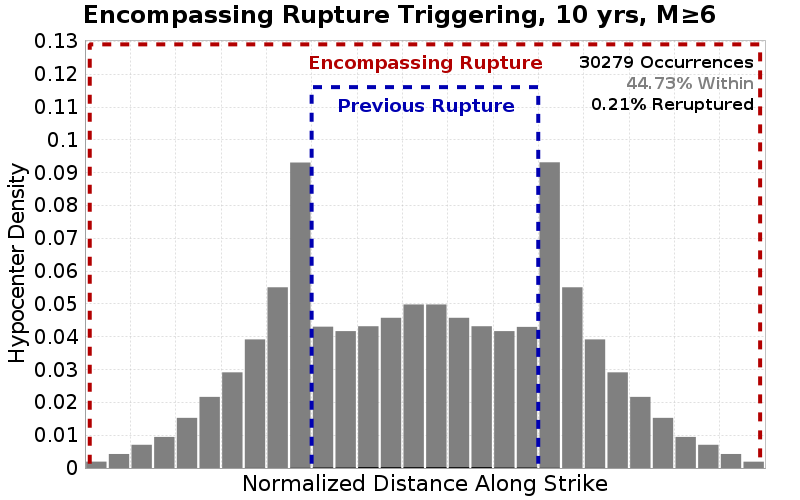 Encompassing Rupture Triggering, 10 yrs, M≥6
0.13
0.12
0.11
0.1
0.09
0.08
0.07
0.06
0.05
0.04
0.03
0.02
0.01
0
Hypocenter Density
Encompassing Rupture
Previous Rupture
30279 Occurrences
44.73% Within
0.21% Reruptured
Normalized Distance Along Strike